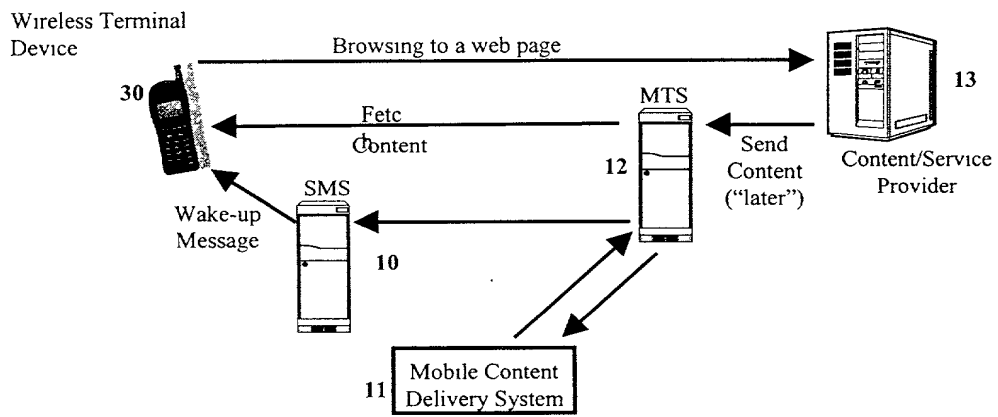 Wireless Terminal
Device
30
Browsing to a web page
13
MTS
Fetc
h
Content
12
Send
Content
("later")
Content/Service
Provider
SMS
Wake-up
Message
10
11
Mobile Content
Delivery System